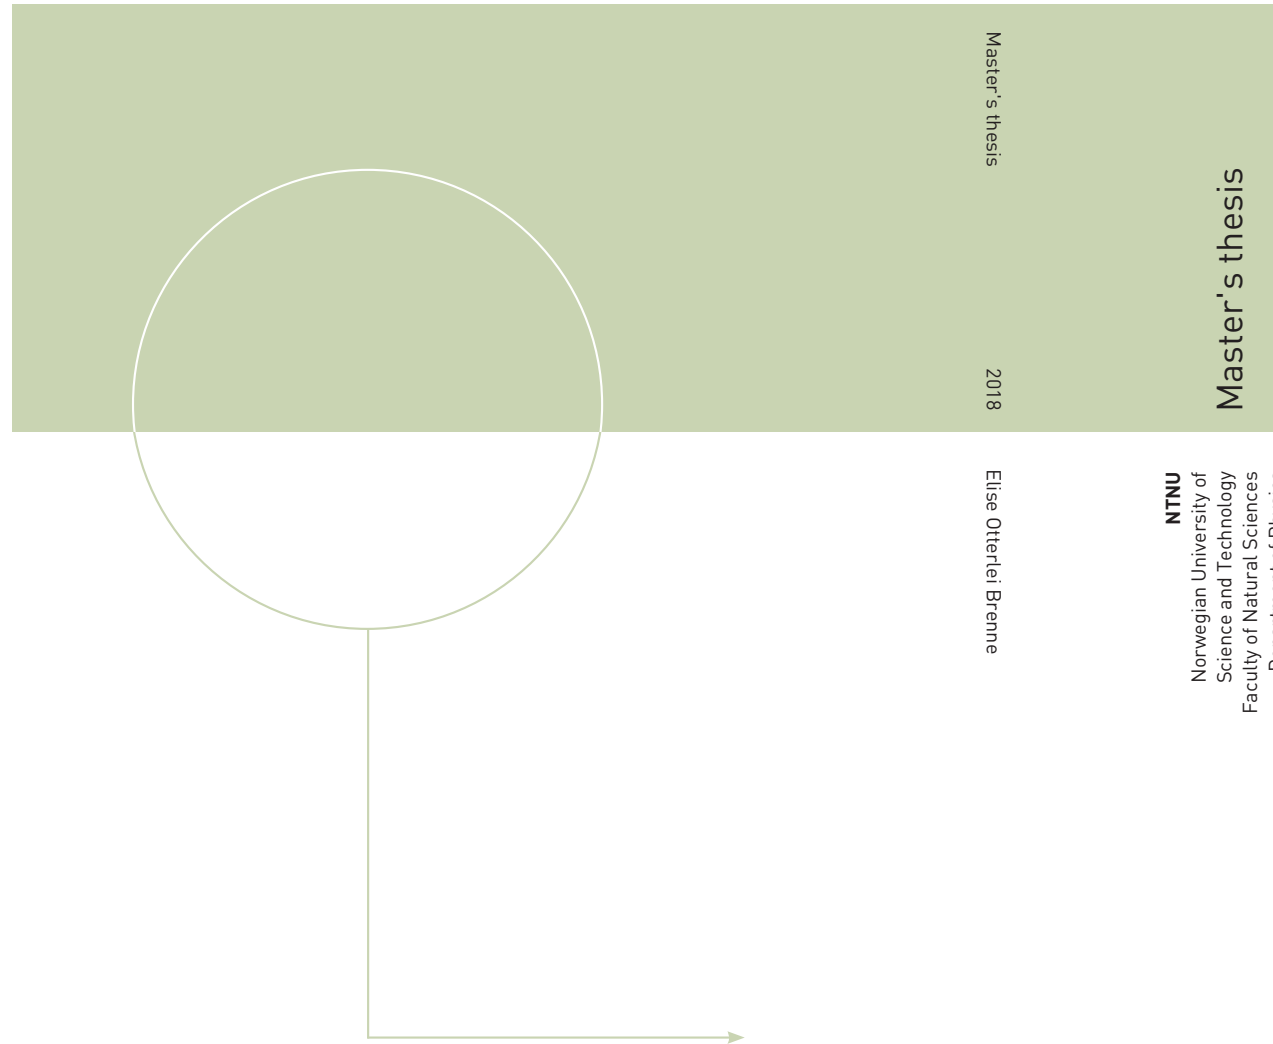 Master's thesis
2018
Elise Otterlei Brenne
Master's thesis
NTNU
Norwegian University of
Science and Technology
Faculty of Natural Sciences